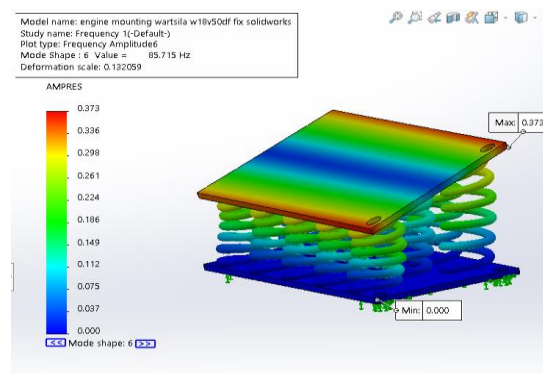 Model name: engine mounting wartsila w18v50df fix solidworks
Study name: Frequency 1(-Default-)
Plot type: Frequency Amplitude6
Mode Shape : 6 Value = 85.715 Hz
Deformation scale: 0.132059
AMPRES
0.373
0.336
0.298
0.261
0.224
0.186
0.149
0.112
0.075
0.037
0.000
Max: 0.373
Min: 0.000
<< Mode shape: 6 >>